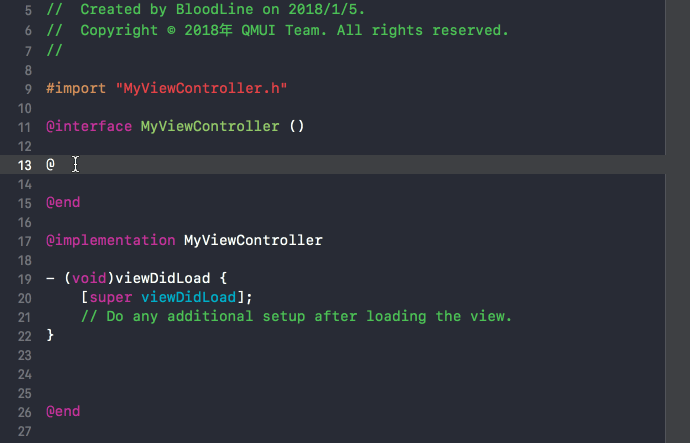 5 //  Created by BloodLine on 2018/1/5.
6 //  Copyright © 2018年 QMUI Team. All rights reserved.
7 //
8
9 #import "MyViewController.h"
10
11 @interface MyViewController ()
12
13 @
14
15 @end
16
17 @implementation MyViewController
18
19 - (void)viewDidLoad {
20     [super viewDidLoad];
21     // Do any additional setup after loading the view.
22 }
23
24
25
26 @end
27